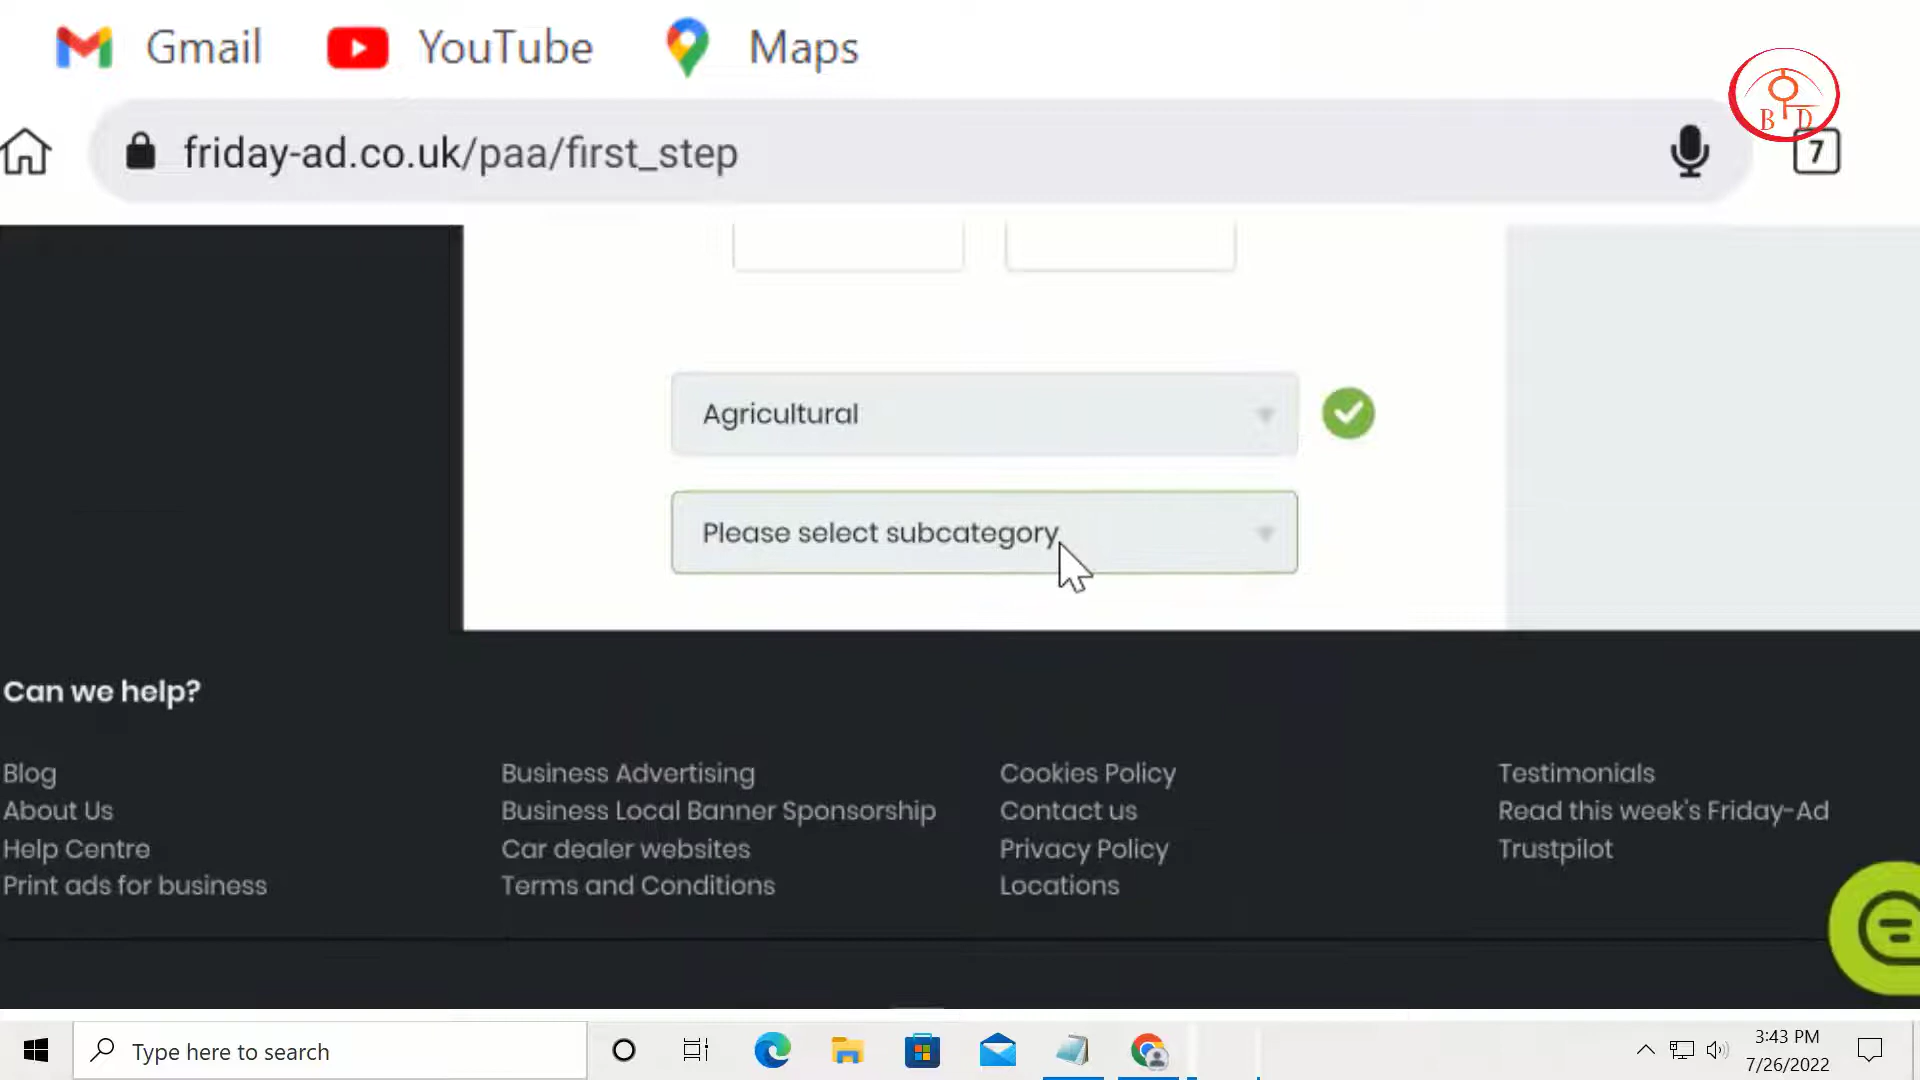 Gmail YouTube Maps
B D
friday-ad.co.uk/paa/first_step 7
Agricultural
Please select subcategory
Can we help?
Blog Business Advertising Cookies Policy Testimonials
About Us Business Local Banner Sponsorship Contact us Read this week's Friday-Ad
Help Centre Car dealer websites Privacy Policy Trustpilot
Print ads for business Terms and Conditions Locations
Type here to search 3:43 PM
7/26/2022